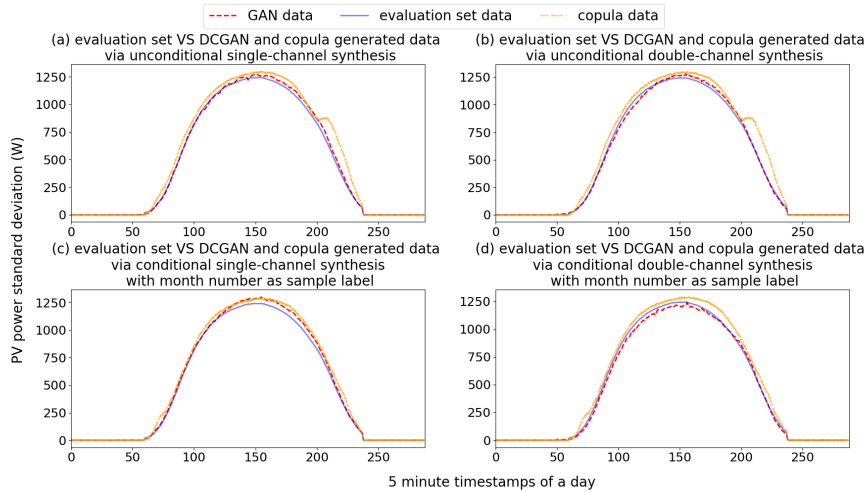 GAN data evaluation set data copula data
(a) evaluation set VS DCGAN and copula generated data
via unconditional single-channel synthesis
(b) evaluation set VS DCGAN and copula generated data
via unconditional double-channel synthesis
1250
1000
750
500
250
0
0 50 100 150 200 250
1250
1000
750
500
250
0
0 50 100 150 200 250
(c) evaluation set VS DCGAN and copula generated data
via conditional single-channel synthesis
with month number as sample label
(d) evaluation set VS DCGAN and copula generated data
via conditional double-channel synthesis
with month number as sample label
1250
1000
750
500
250
0
0 50 100 150 200 250
1250
1000
750
500
250
0
0 50 100 150 200 250
PV power standard deviation (W)
5 minute timestamps of a day